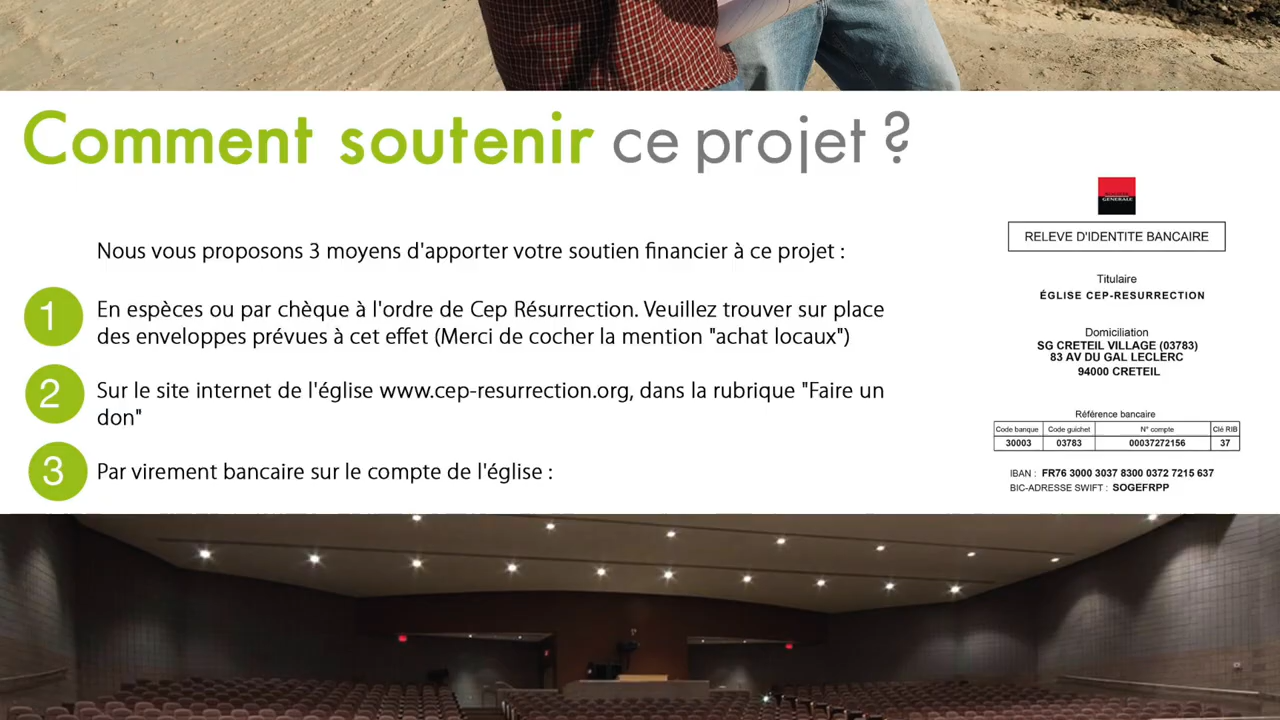 Comment soutenir ce projet ?
Nous vous proposons 3 moyens d'apporter votre soutien financier à ce projet :
1 En espèces ou par chèque à l'ordre de Cep Résurrection. Veuillez trouver sur place
des enveloppes prévues à cet effet (Merci de cocher la mention "achat locaux")
2 Sur le site internet de l'église www.cep-resurrection.org, dans la rubrique "Faire un
don"
3 Par virement bancaire sur le compte de l'église :
SOCIETE
GENERALE
RELEVE D'IDENTITE BANCAIRE
Titulaire
ÉGLISE CEP-RESURRECTION
Domiciliation
SG CRETEIL VILLAGE (03783)
83 AV DU GAL LECLERC
94000 CRETEIL
Référence bancaire
Code banque Code guichet N° compte Clé RIB
30003 03783 00037272156 37
IBAN : FR76 3000 3037 8300 0372 7215 637
BIC-ADRESSE SWIFT : SOGEFRPP